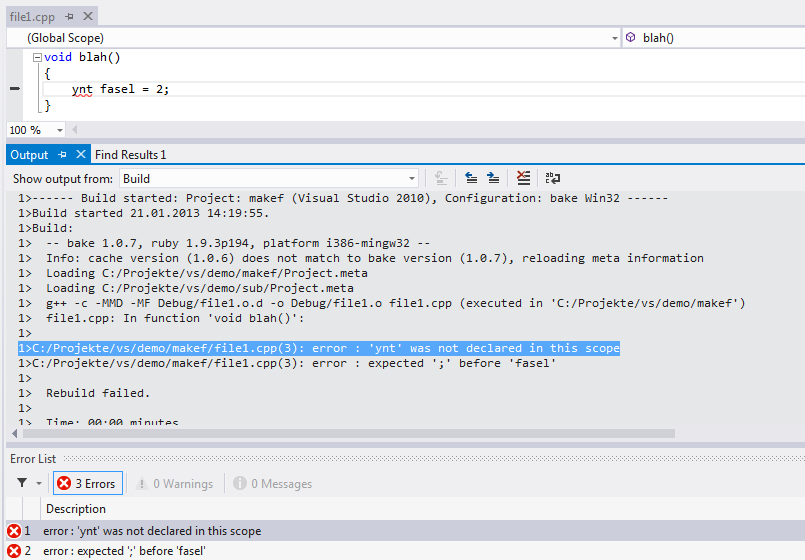 file1.cpp
(Global Scope) blah()
void blah()
{
ynt fasel = 2;
}
100 %
Output Find Results 1
Show output from: Build
1>------ Build started: Project: makef (Visual Studio 2010), Configuration: bake Win32 ------
1>Build started 21.01.2013 14:19:55.
1>Build:
1>  -- bake 1.0.7, ruby 1.9.3p194, platform i386-mingw32 --
1>  Info: cache version (1.0.6) does not match to bake version (1.0.7), reloading meta information
1>  Loading C:/Projekte/vs/demo/makef/Project.meta
1>  Loading C:/Projekte/vs/demo/sub/Project.meta
1>  g++ -c -MMD -MF Debug/file1.o.d -o Debug/file1.o file1.cpp (executed in 'C:/Projekte/vs/demo/makef')
1>  file1.cpp: In function 'void blah()':
1>
1>C:/Projekte/vs/demo/makef/file1.cpp(3): error : 'ynt' was not declared in this scope
1>C:/Projekte/vs/demo/makef/file1.cpp(3): error : expected ';' before 'fasel'
1>
1>  Rebuild failed.
1>
1>  Time: 00:00 minutes
Error List
3 Errors 0 Warnings 0 Messages
Description
1 error : 'ynt' was not declared in this scope
2 error : expected ';' before 'fasel'